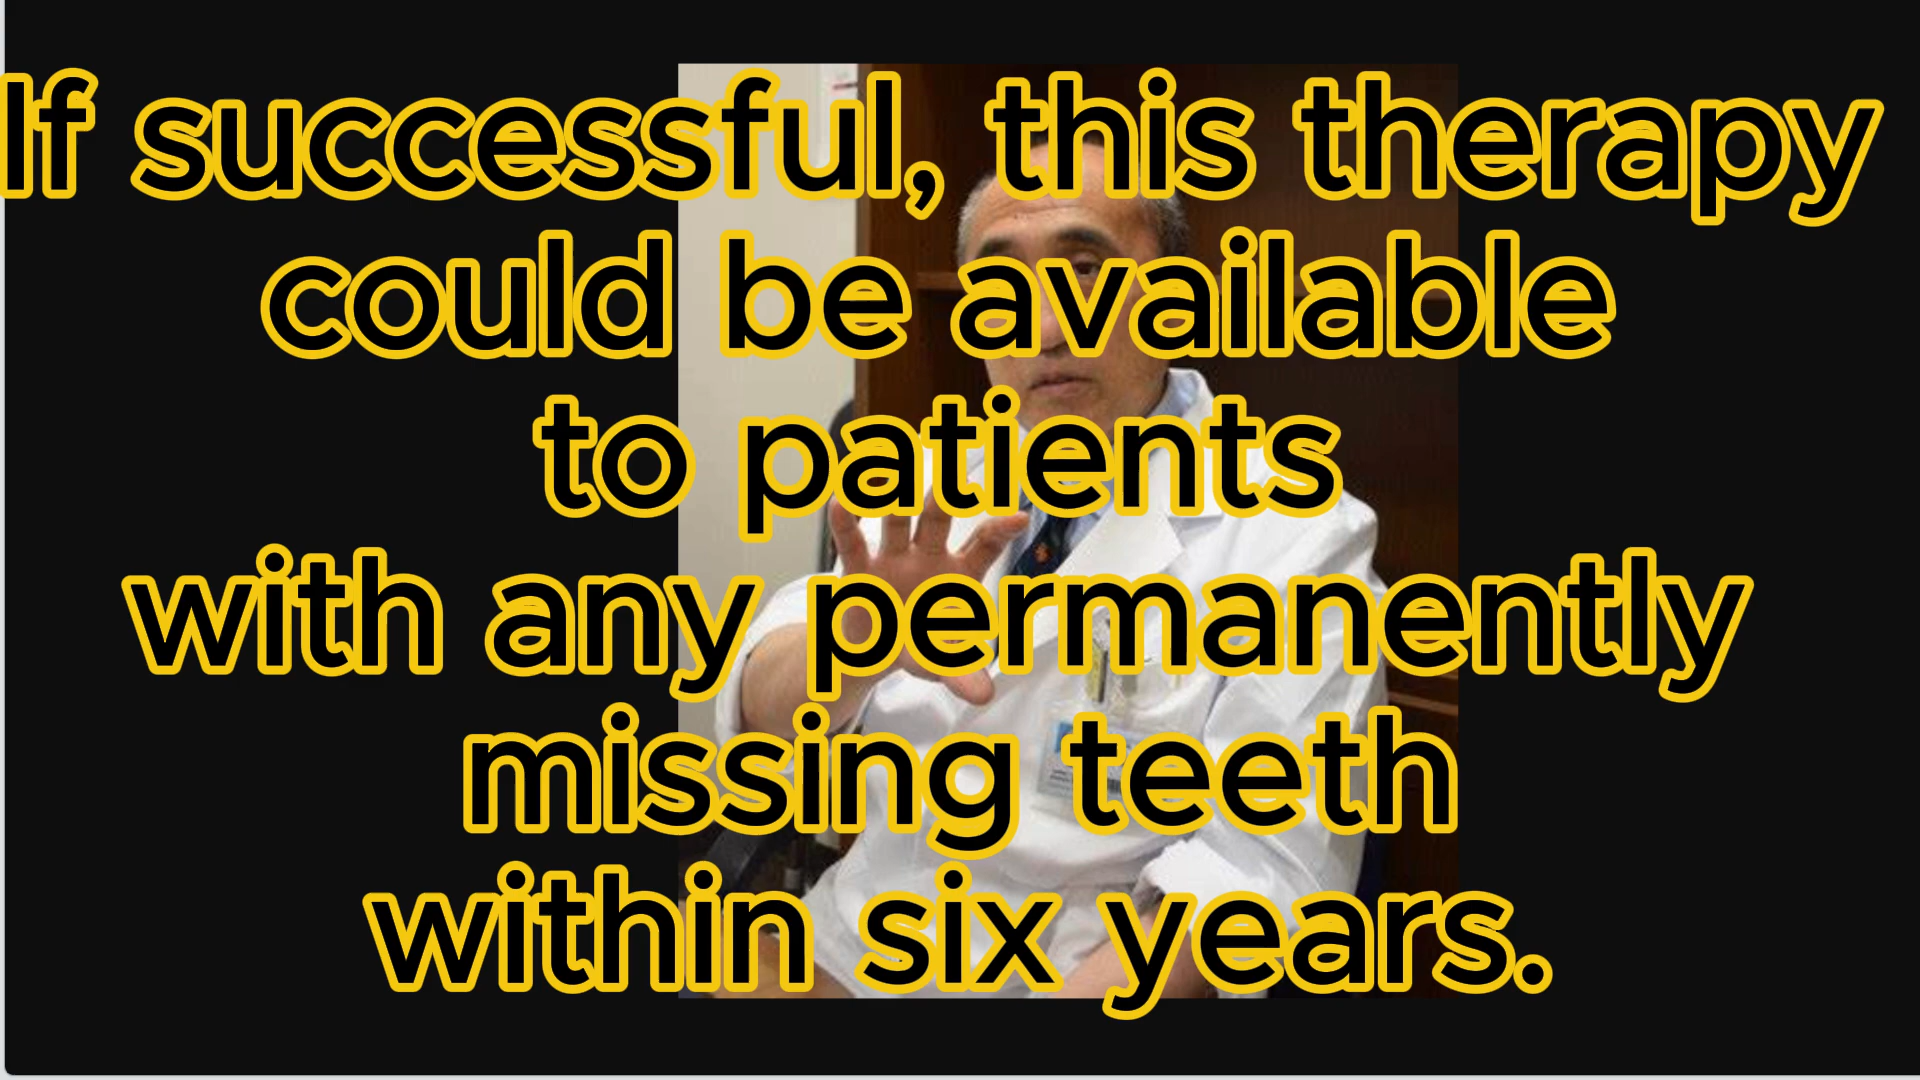 If successful, this therapy
could be available
to patients
with any permanently
missing teeth
within six years.